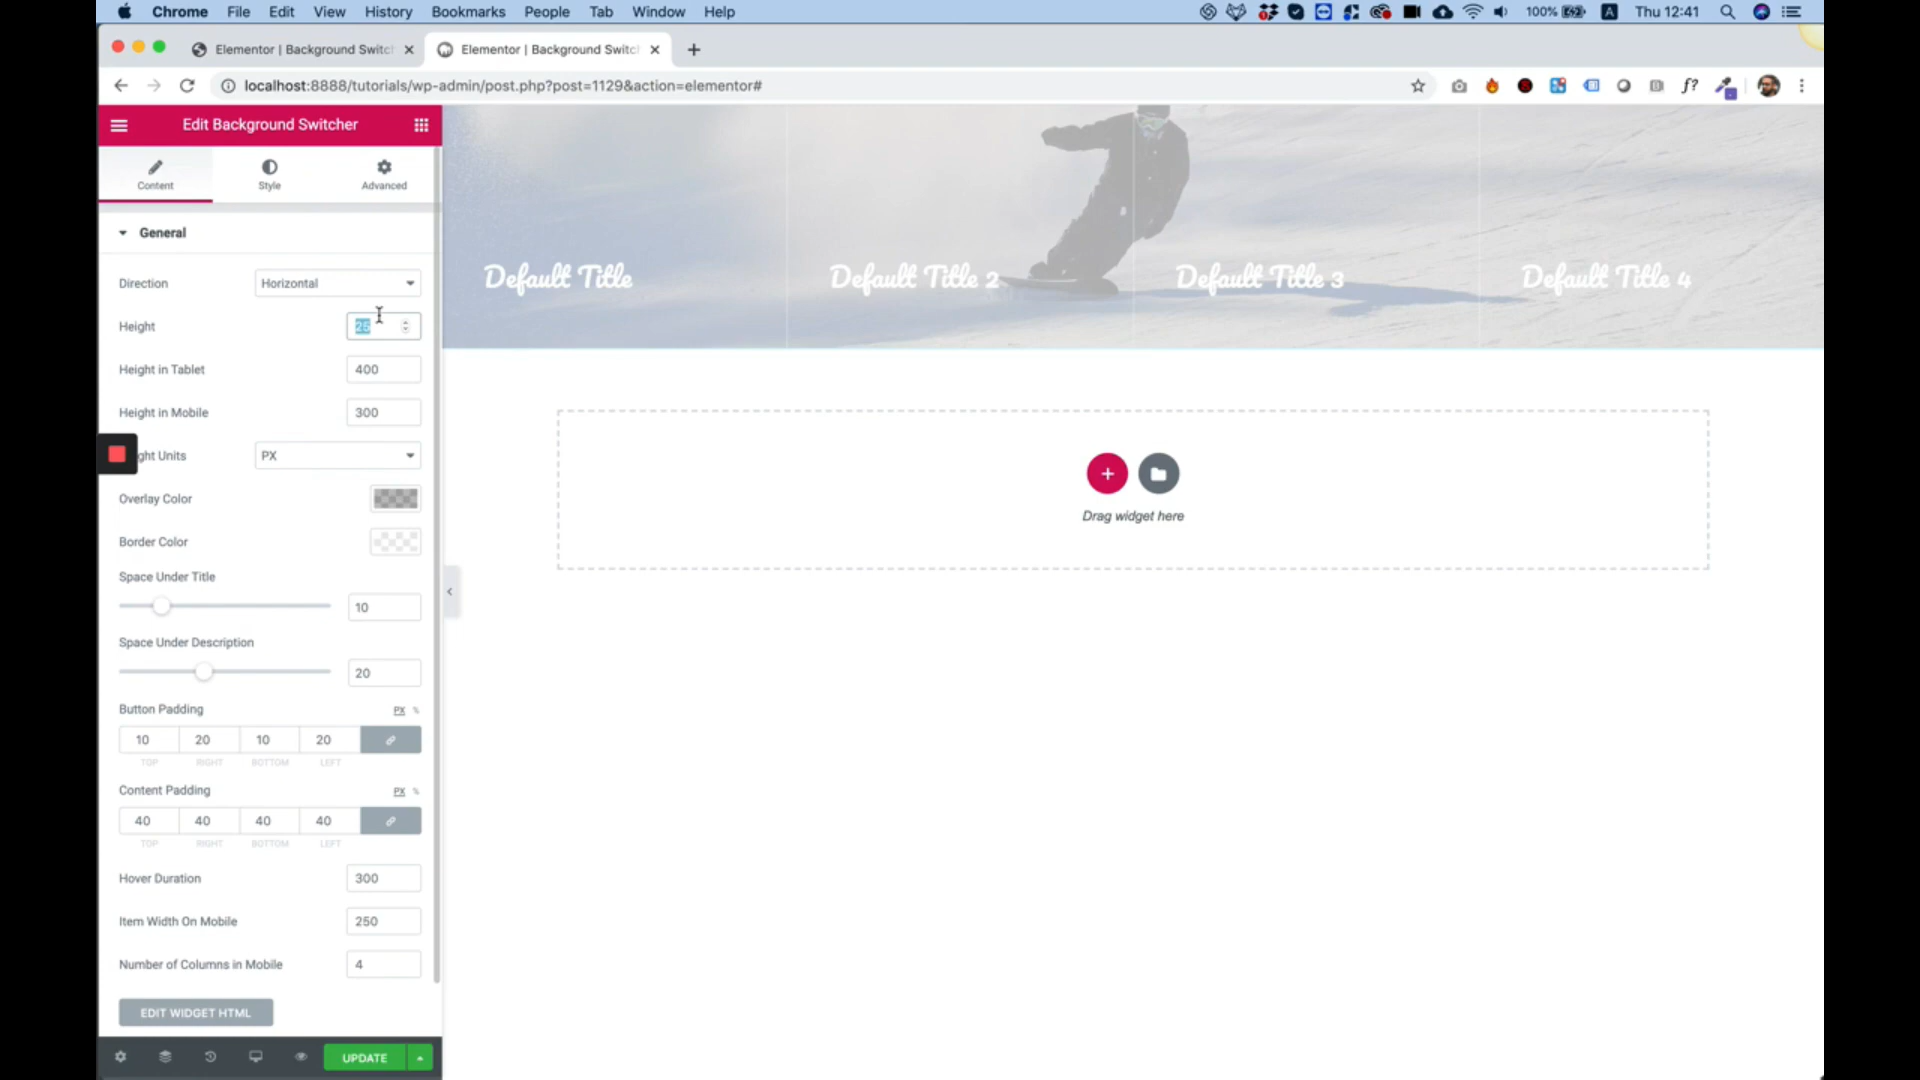 Chrome File Edit View History Bookmarks People Tab Window Help 100% A Thu 12:41
Elementor | Background Switch Elementor | Background Switch
localhost:8888/tutorials/wp-admin/post.php?post=1129&action=elementor# f?
Edit Background Switcher
Content Style Advanced
General
Direction Horizontal
Height 25
Height in Tablet 400
Height in Mobile 300
ght Units PX
Overlay Color
Border Color
Space Under Title
10
Space Under Description
20
Button Padding PX %
10 20 10 20
TOP RIGHT BOTTOM LEFT
Content Padding PX %
40 40 40 40
TOP RIGHT BOTTOM LEFT
Hover Duration 300
Item Width On Mobile 250
Number of Columns in Mobile 4
EDIT WIDGET HTML
UPDATE
Default Title Default Title 2 Default Title 3 Default Title 4
Drag widget here